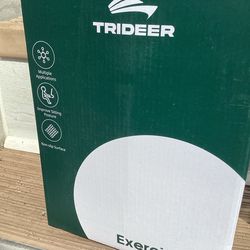 TRIDEER
Multiple
Applications
Improve Sitting
Posture
Non-slip Surface
Exerci